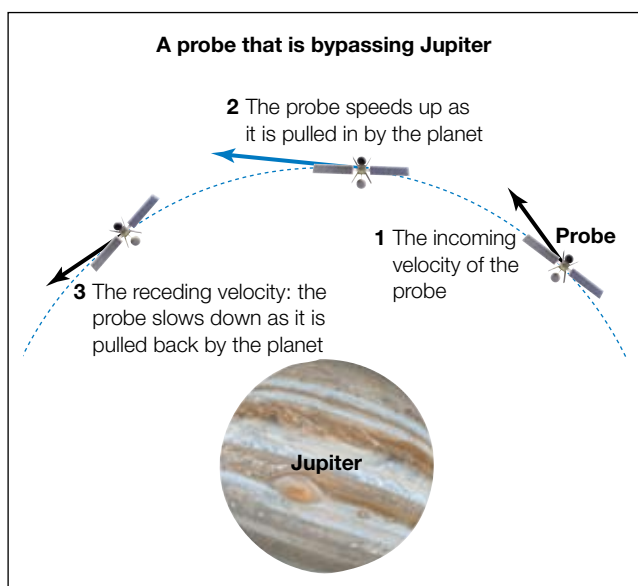 A probe that is bypassing Jupiter
2 The probe speeds up as
it is pulled in by the planet
1 The incoming
velocity of the
probe
Probe
3 The receding velocity: the
probe slows down as it is
pulled back by the planet
Jupiter